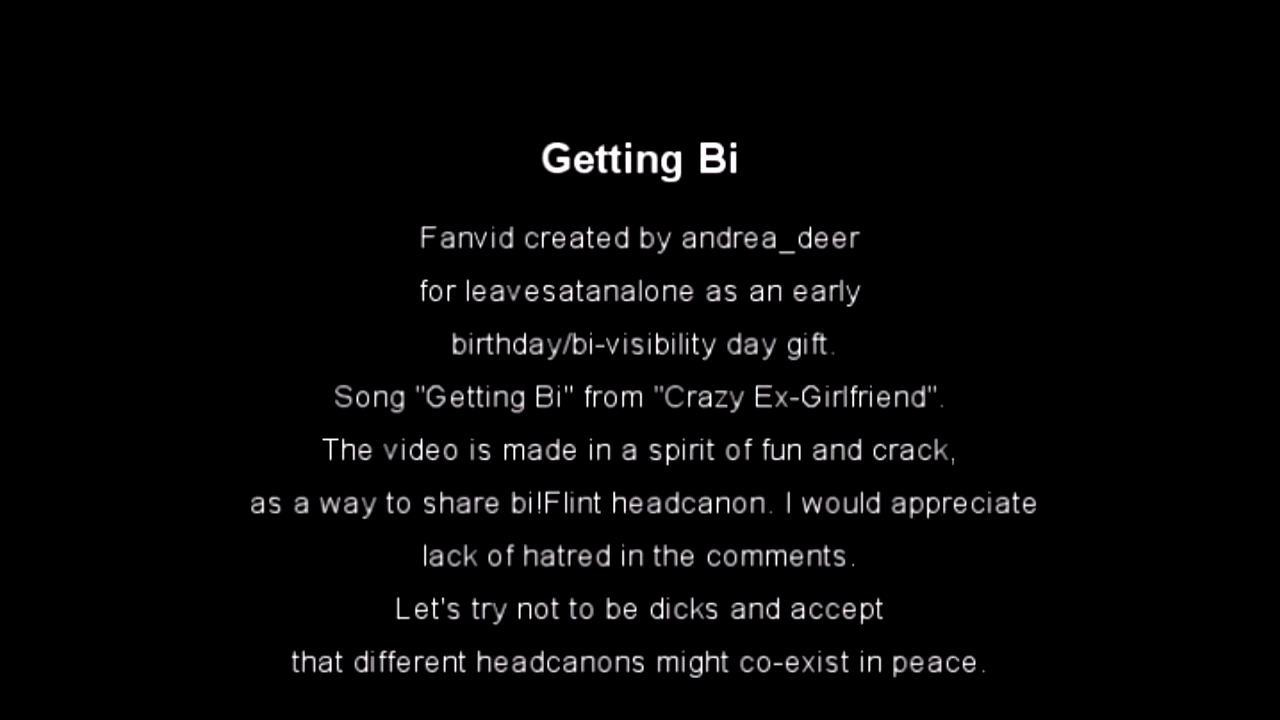 Getting Bi
Fanvid created by andrea_deer
for leavesatanalone as an early
birthday/bi-visibility day gift.
Song "Getting Bi" from "Crazy Ex-Girlfriend".
The video is made in a spirit of fun and crack,
as a way to share bi!Flint headcanon. I would appreciate
lack of hatred in the comments.
Let's try not to be dicks and accept
that different headcanons might co-exist in peace.